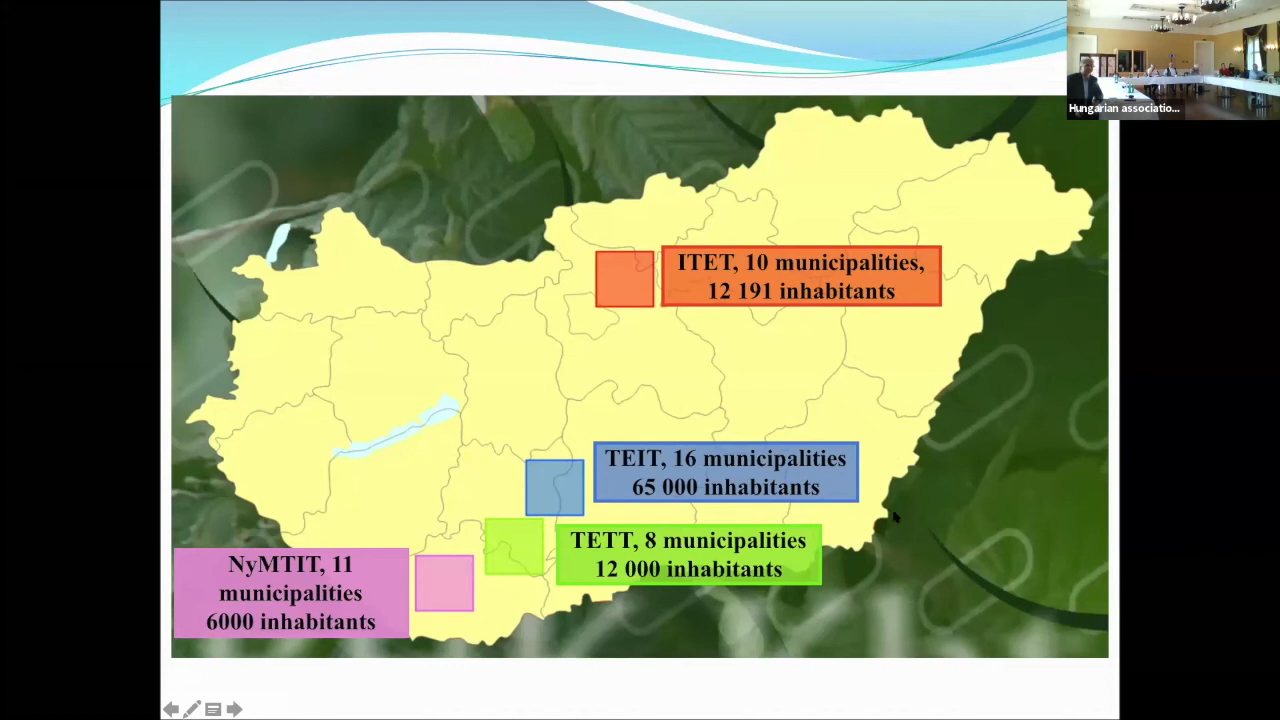 Hungarian associatio...
ITET, 10 municipalities,
12 191 inhabitants
TEIT, 16 municipalities
65 000 inhabitants
TETT, 8 municipalities
12 000 inhabitants
NyMTIT, 11
municipalities
6000 inhabitants